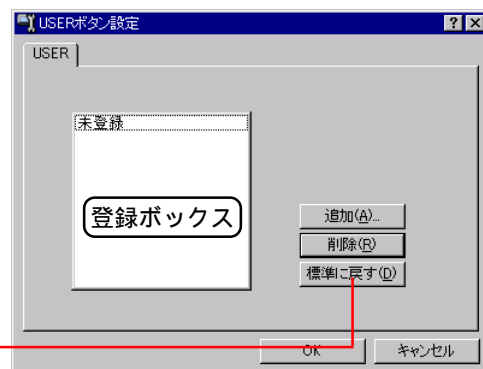 USERボタン設定
USER
未登録
登録ボックス
追加(A)...
削除(R)
標準に戻す(D)
OK
キャンセル